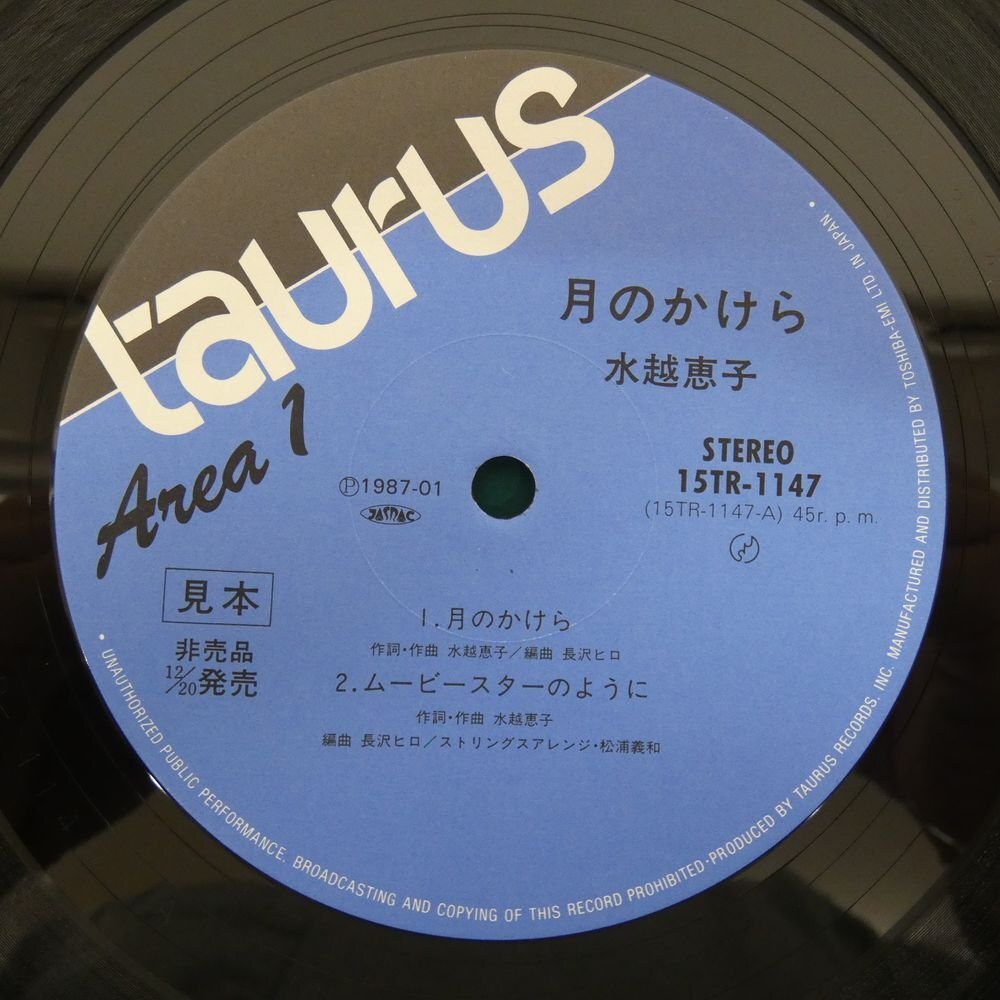 taurus
Area 1
月のかけら
水越恵子
STEREO
15TR-1147
(15TR-1147-A) 45r.p.m.
Ⓟ1987-01
JASRAC
見本
非売品
12/20発売
1.月のかけら
作詞・作曲 水越恵子/編曲 長沢ヒロ
2.ムービースターのように
作詞・作曲 水越恵子
編曲 長沢ヒロ/ストリングスアレンジ・松浦義和
• UNAUTHORIZED PUBLIC PERFORMANCE, BROADCASTING AND COPYING OF THIS RECORD PROHIBITED·PRODUCED BY TAURUS RECORDS, INC. MANUFACTURED AND DISTRIBUTED BY TOSHIBA-EMI LTD. IN JAPAN. •